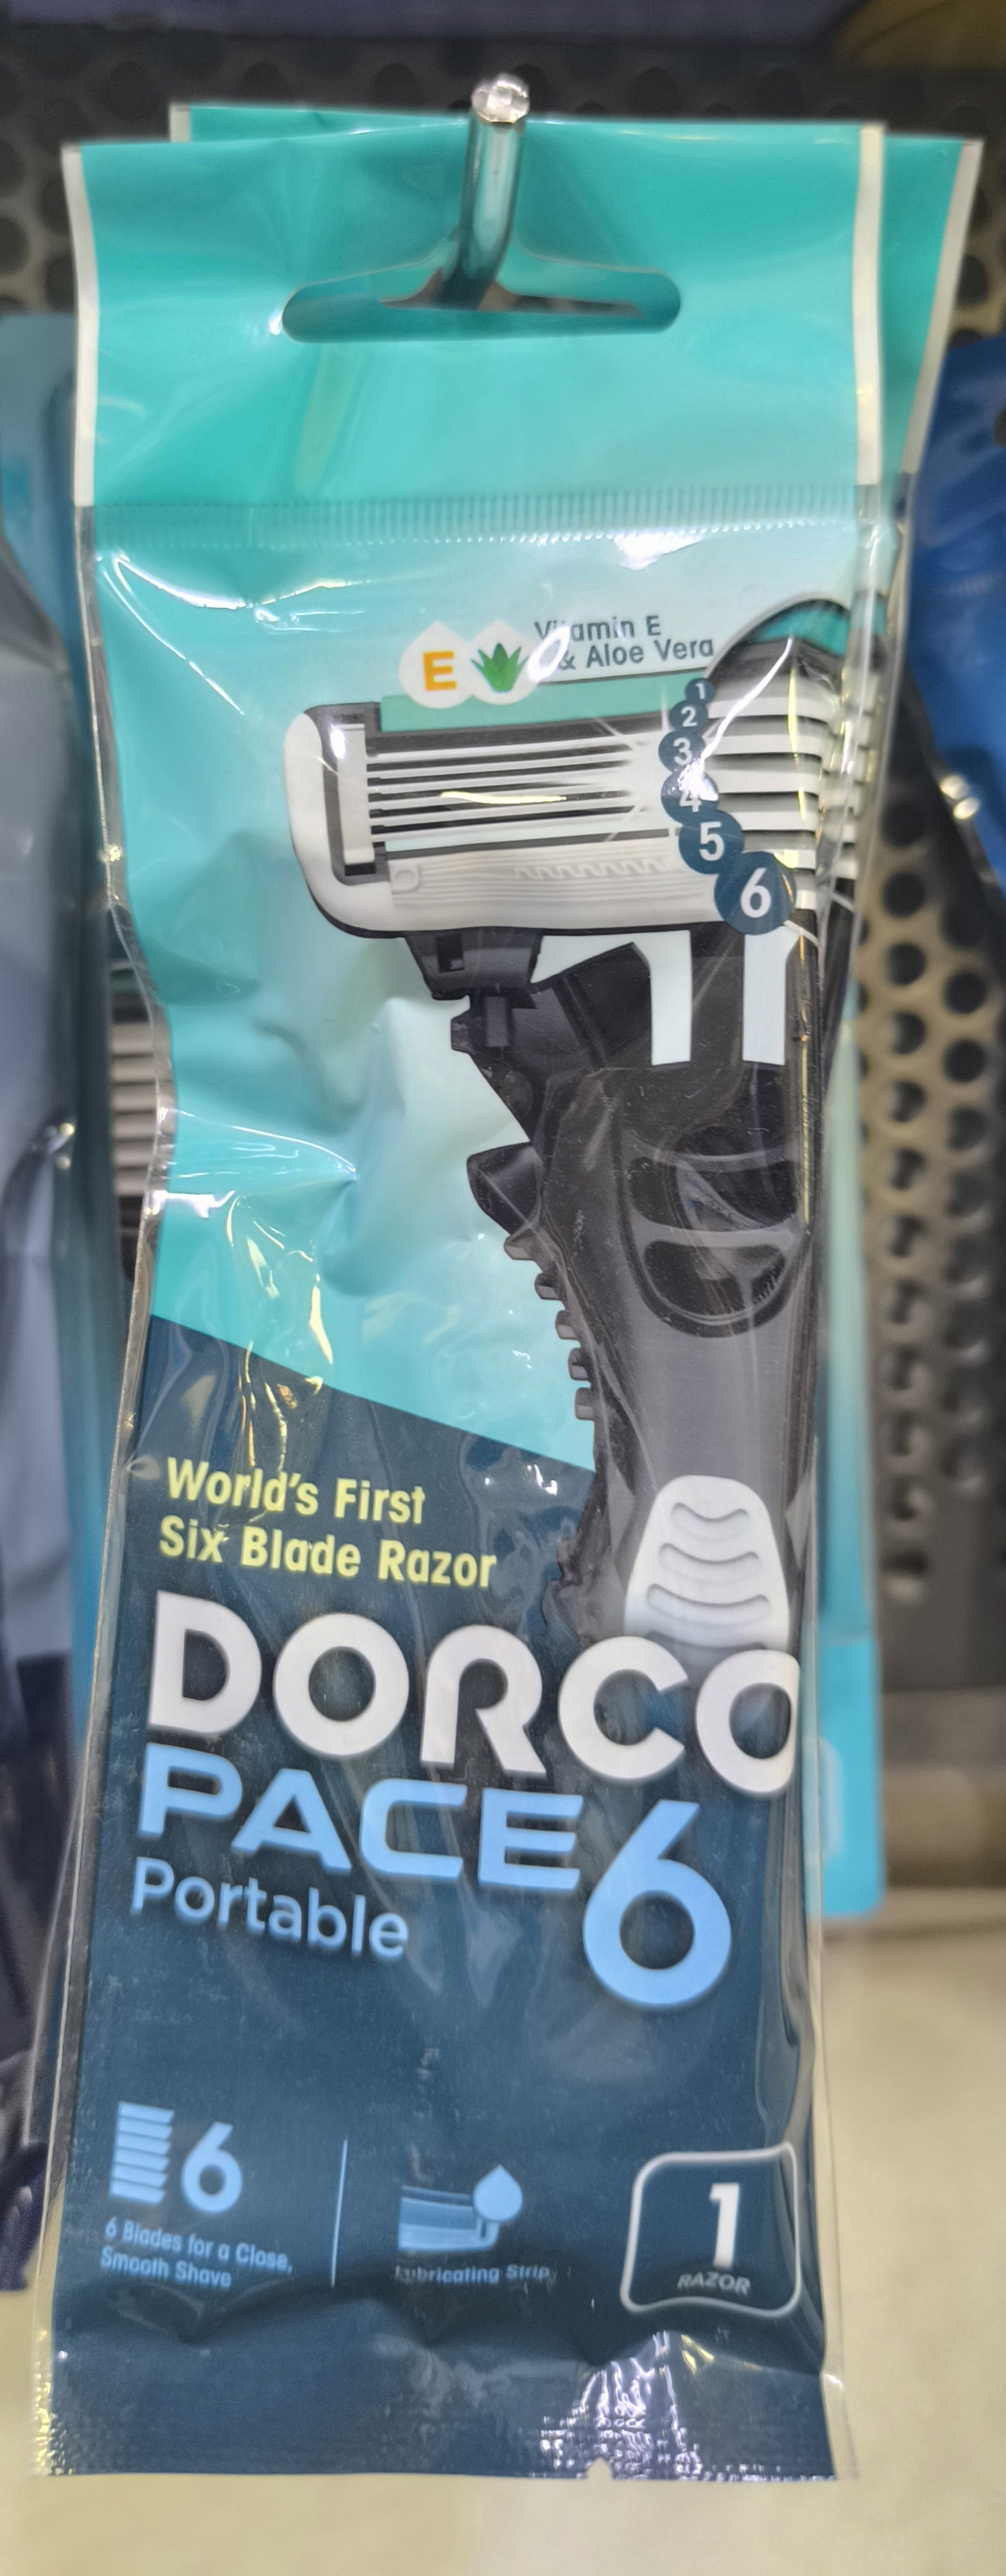 E
Vitamin E
& Aloe Vera
1
2
3
4
5
6
World's First
Six Blade Razor
DORCO
PACE 6
Portable
6
6 Blades for a Close,
Smooth Shave
Lubricating Strip
1
RAZOR